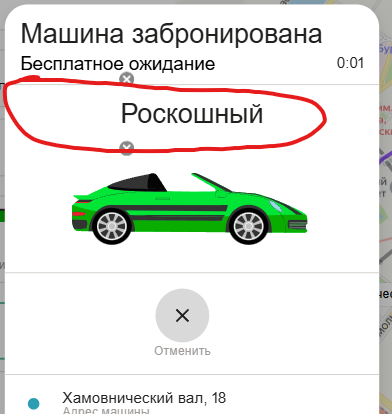 Машина забронирована
Бесплатное ожидание 0:01
Роскошный
Отменить
Хамовнический вал, 18
Адрес машины